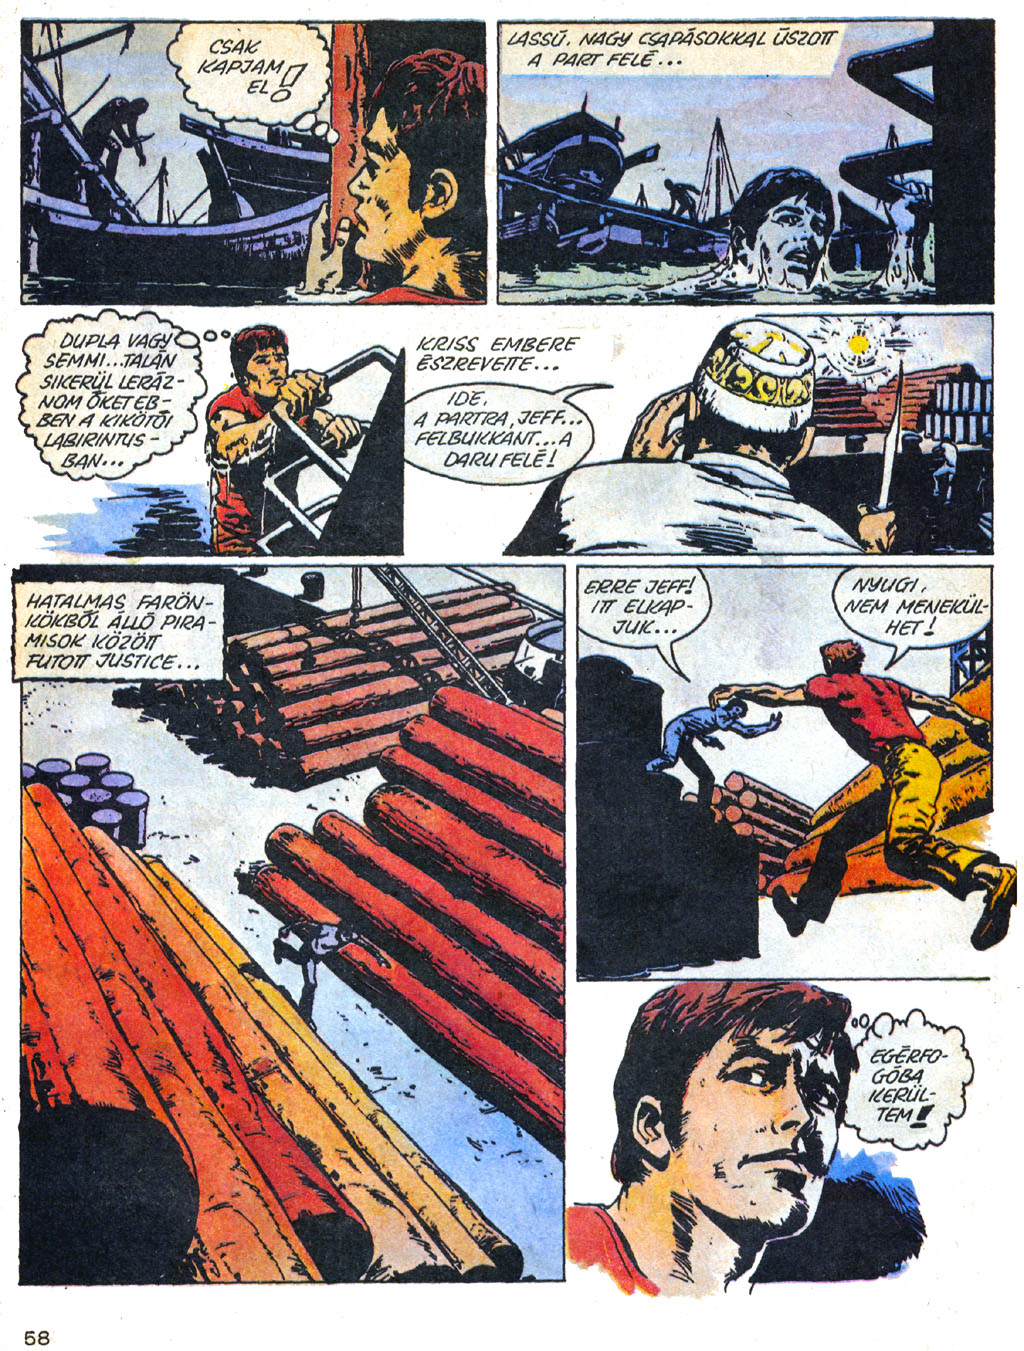 CSAK
KAPJAM
EL!
LASSÚ, NAGY CSAPÁSOKKAL ÚSZOTT
A PART FELÉ...
DUPLA VAGY
SEMMI...TALÁN
SIKERÜL LERÁZ-
NOM ŐKET EB-
BEN A KIKÖTŐI
LABIRINTUS-
BAN...
KRISS EMBERE
ÉSZREVETTE...
IDE,
A PARTRA, JEFF...
FELBUKKANT...A
DARU FELÉ!
HATALMAS FARÖN-
KÖKBŐL ÁLLÓ PIRA-
MISOK KÖZÖTT
FUTOTT JUSTICE...
ERRE JEFF!
ITT ELKAP-
JUK...
NYUGI,
NEM MENEKÜL-
HET!
EGÉRFO-
GÓBA
KERÜL-
TEM!
58